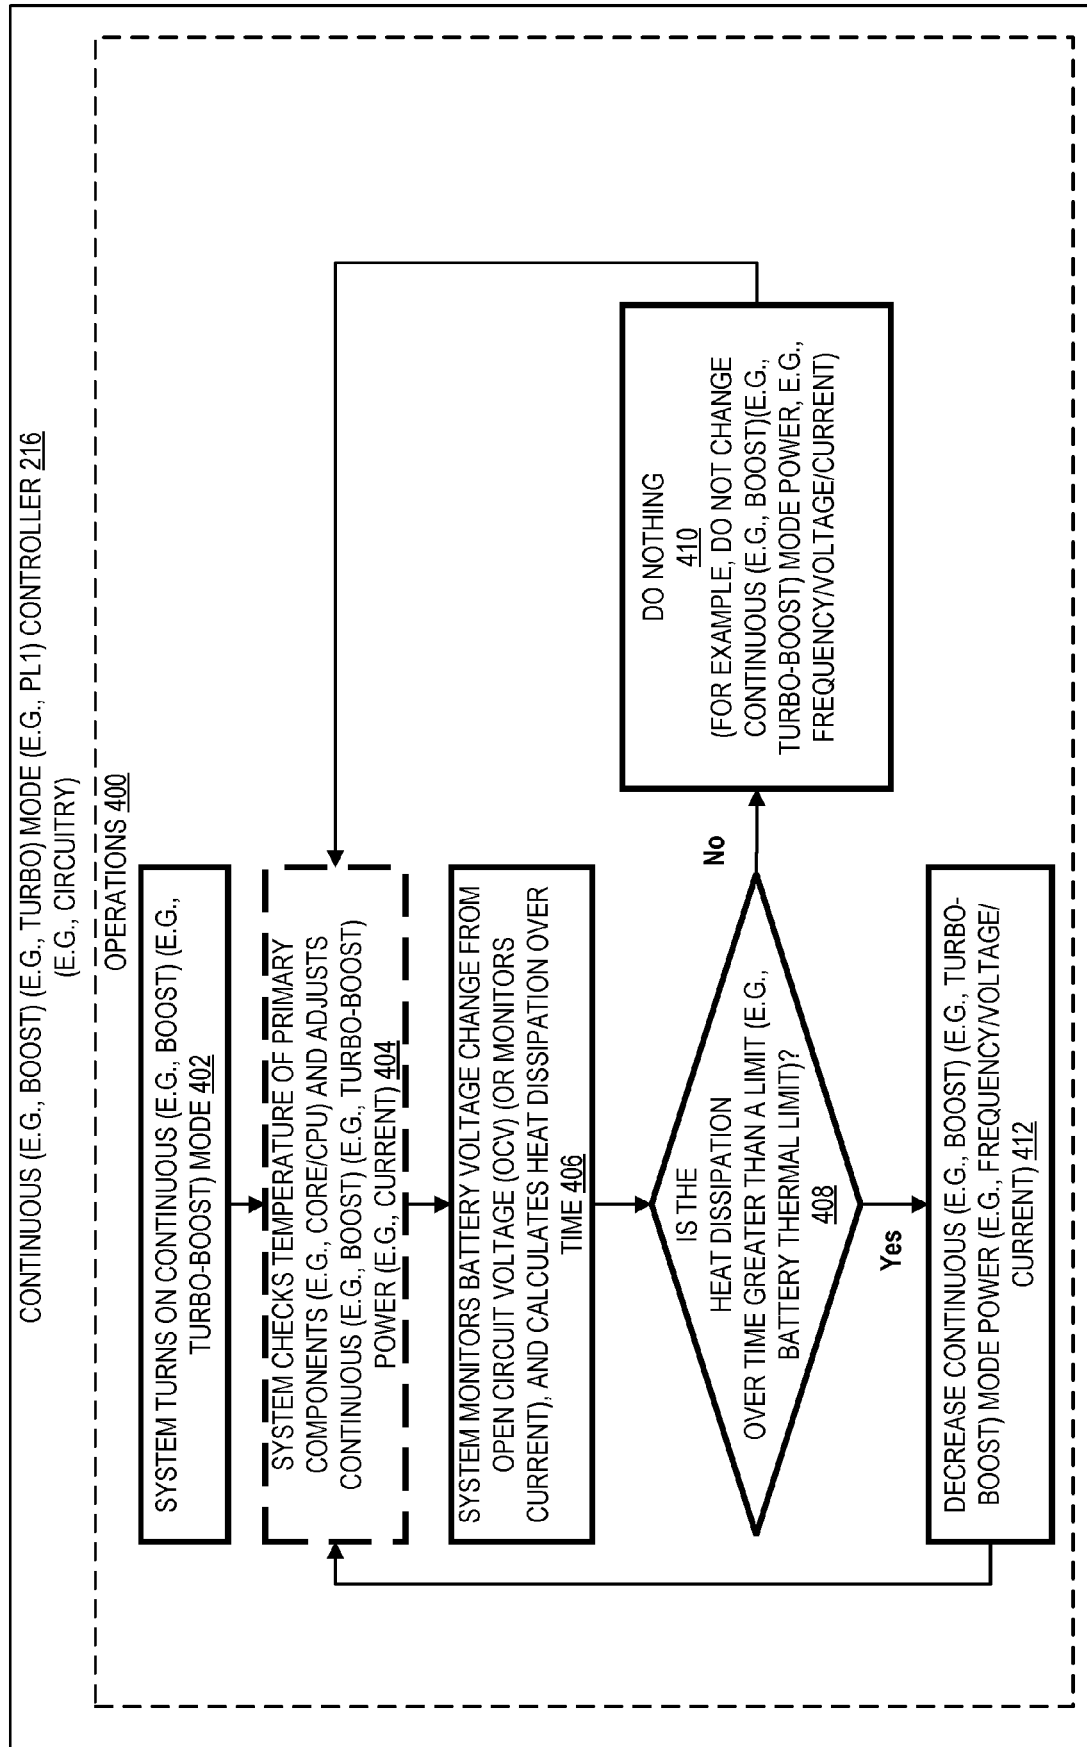 CONTINUOUS (E.G., BOOST) (E.G., TURBO) MODE (E.G., PL1) CONTROLLER 216
(E.G., CIRCUITRY)
OPERATIONS 400
SYSTEM TURNS ON CONTINUOUS (E.G., BOOST) (E.G.,
TURBO-BOOST) MODE 402
SYSTEM CHECKS TEMPERATURE OF PRIMARY
COMPONENTS (E.G., CORE/CPU) AND ADJUSTS
CONTINUOUS (E.G., BOOST) (E.G., TURBO-BOOST)
POWER (E.G., CURRENT) 404
SYSTEM MONITORS BATTERY VOLTAGE CHANGE FROM
OPEN CIRCUIT VOLTAGE (OCV) (OR MONITORS
CURRENT), AND CALCULATES HEAT DISSIPATION OVER
TIME 406
IS THE
HEAT DISSIPATION
OVER TIME GREATER THAN A LIMIT (E.G.,
BATTERY THERMAL LIMIT)?
408
No
DO NOTHING
410
(FOR EXAMPLE, DO NOT CHANGE
CONTINUOUS (E.G., BOOST)(E.G.,
TURBO-BOOST) MODE POWER, E.G.,
FREQUENCY/VOLTAGE/CURRENT)
Yes
DECREASE CONTINUOUS (E.G., BOOST) (E.G., TURBO-
BOOST) MODE POWER (E.G., FREQUENCY/VOLTAGE/
CURRENT) 412